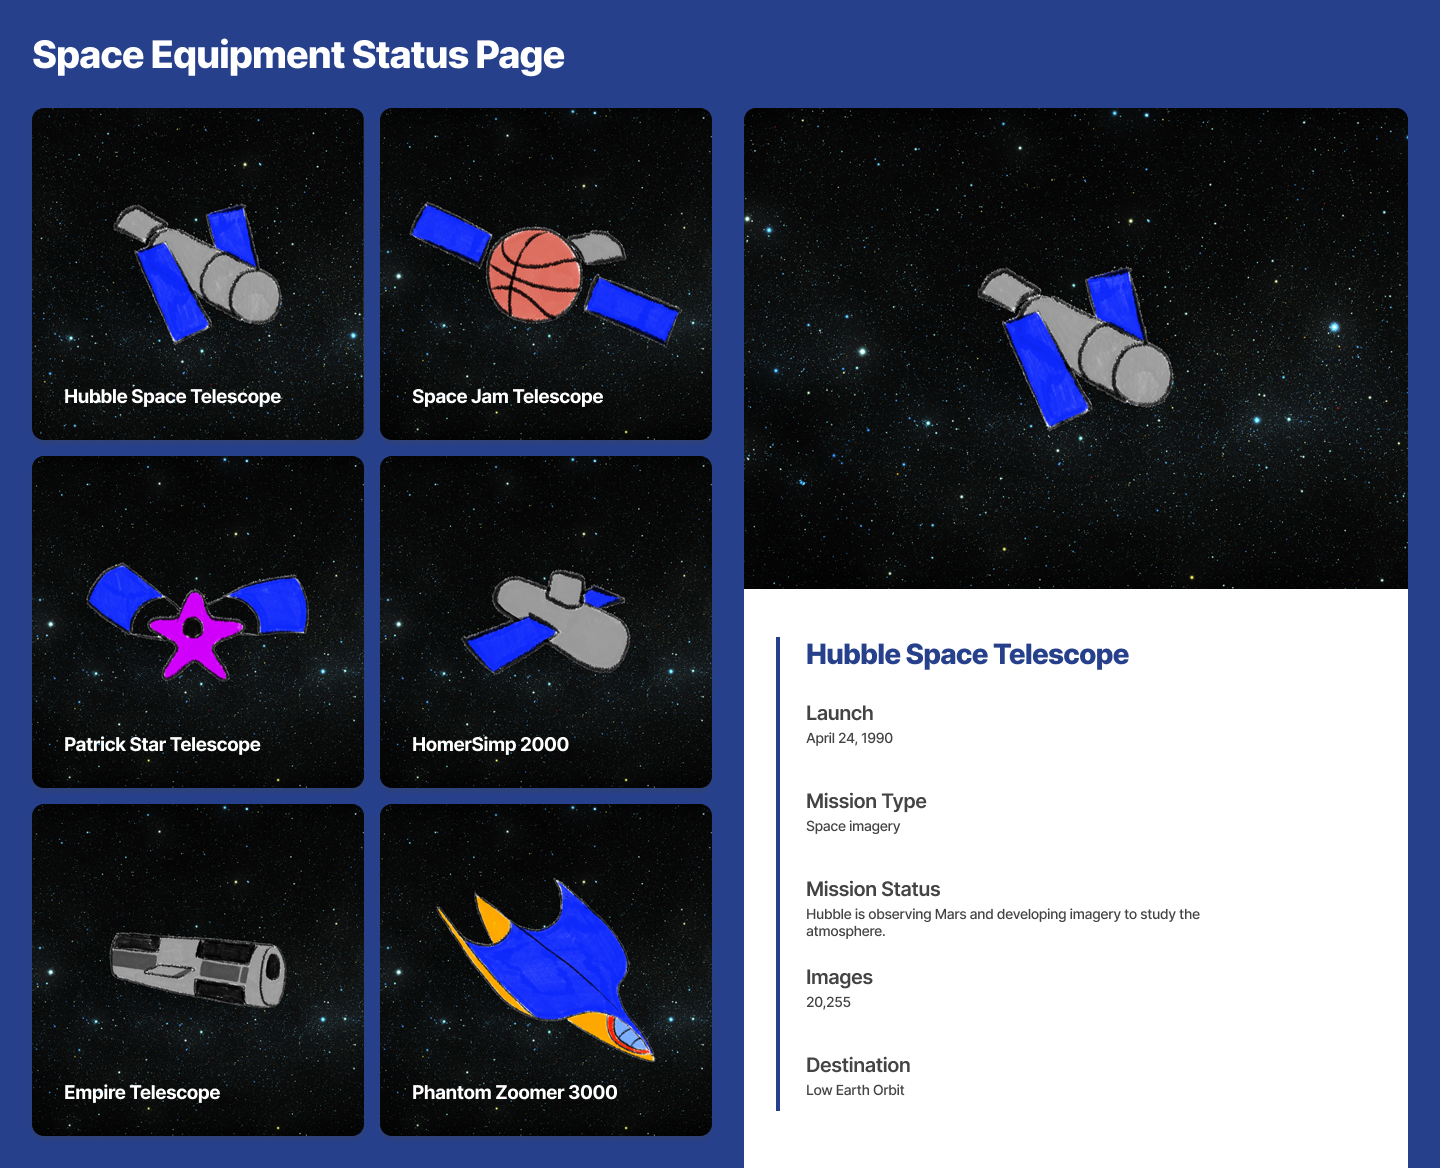 Space Equipment Status Page
Hubble Space Telescope
Space Jam Telescope
Patrick Star Telescope
HomerSimp 2000
Empire Telescope
Phantom Zoomer 3000
Hubble Space Telescope
Launch
April 24, 1990
Mission Type
Space imagery
Mission Status
Hubble is observing Mars and developing imagery to study the
atmosphere.
Images
20,255
Destination
Low Earth Orbit